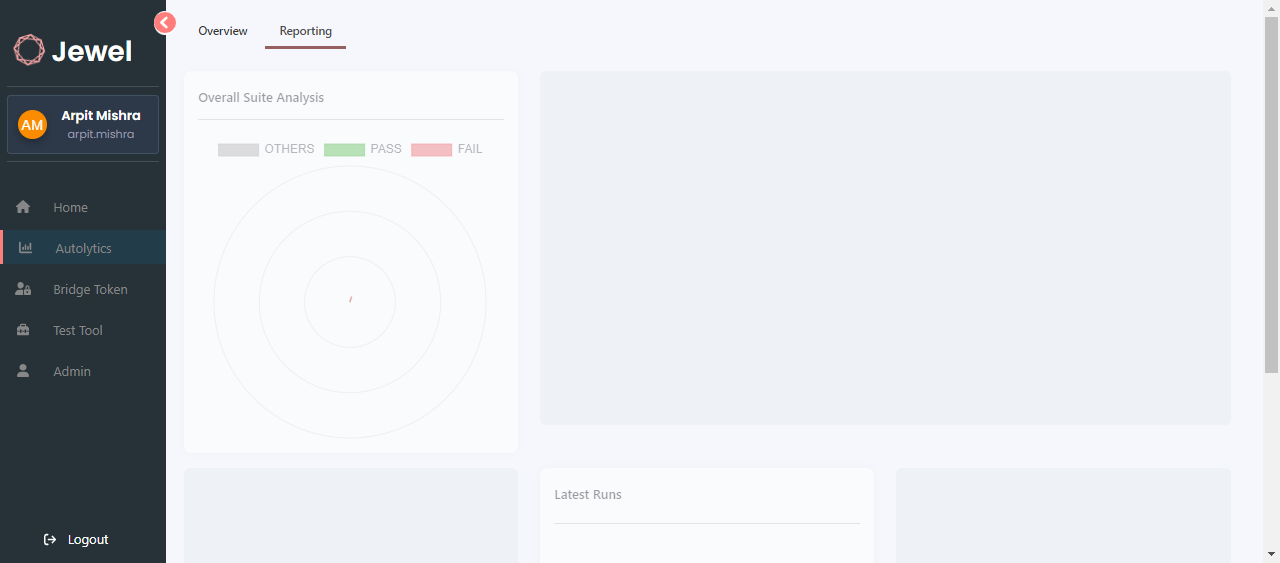 Jewel
AM
Arpit Mishra
arpit.mishra
Home
Autolytics
Bridge Token
Test Tool
Admin
Logout
Overview
Reporting
Overall Suite Analysis
OTHERS
PASS
FAIL
Latest Runs